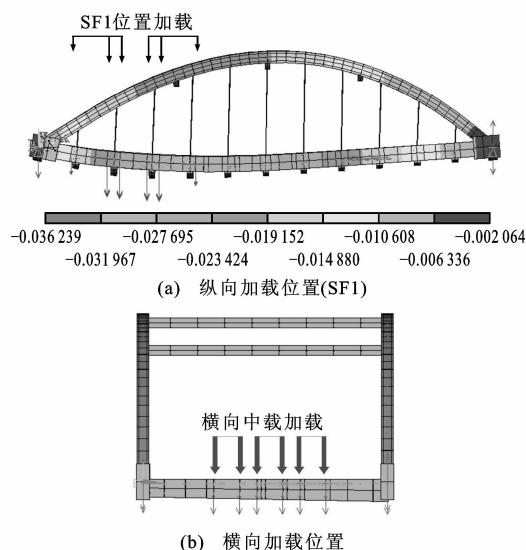 SF1位置加载
-0.036 239 -0.027 695 -0.019 152 -0.010 608 -0.002 064
-0.031 967 -0.023 424 -0.014 880 -0.006 336
(a) 纵向加载位置(SF1)
横向中载加载
(b) 横向加载位置